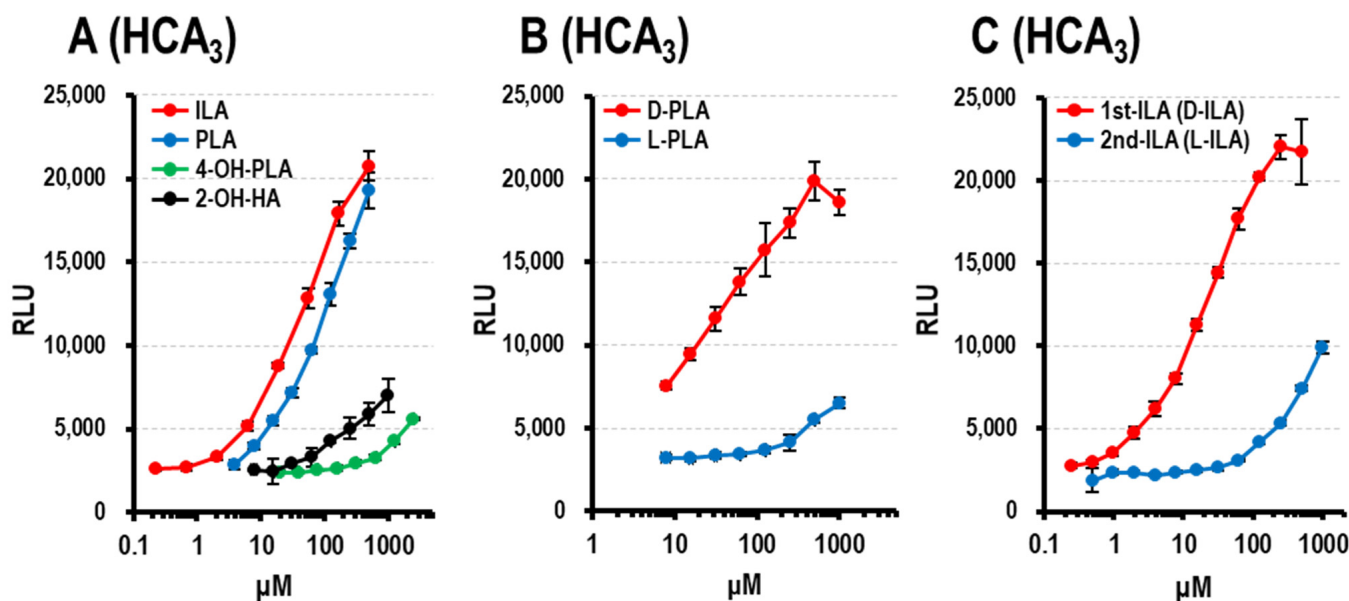 A (HCA₃)
25,000
20,000
15,000
10,000
5,000
0
RLU
ILA
PLA
4-OH-PLA
2-OH-HA
0.1 1 10 100 1000
µM
B (HCA₃)
25,000
20,000
15,000
10,000
5,000
0
RLU
D-PLA
L-PLA
1 10 100 1000
µM
C (HCA₃)
25,000
20,000
15,000
10,000
5,000
0
RLU
1st-ILA (D-ILA)
2nd-ILA (L-ILA)
0.1 1 10 100 1000
µM